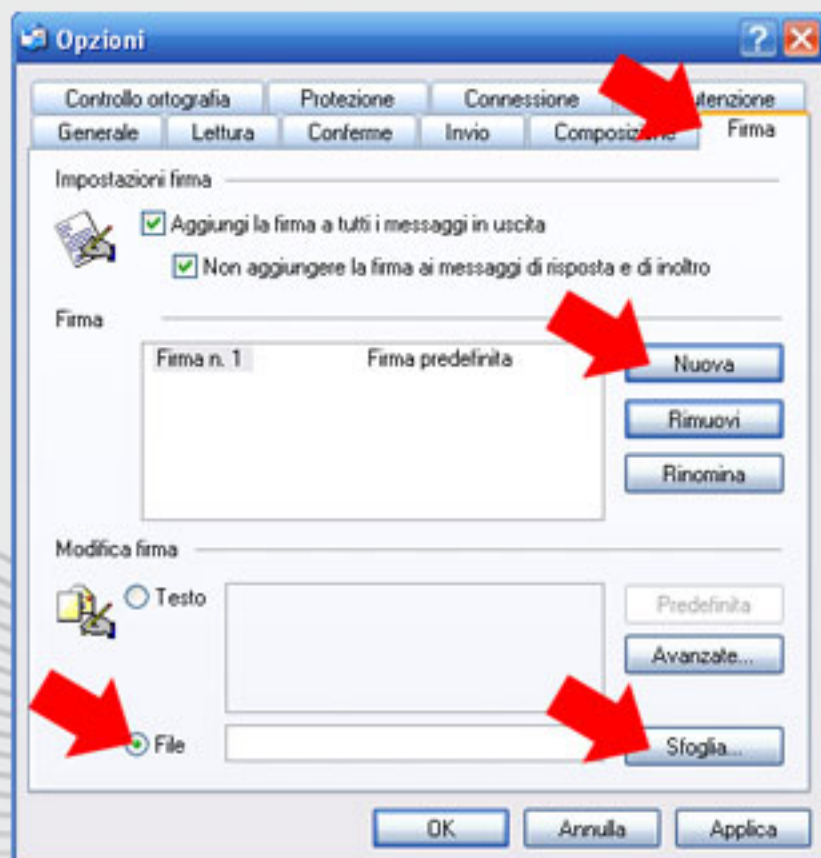 Opzioni
Controllo ortografia Protezione Connessione utenzione
Generale Lettura Conferme Invio Composizione Firma
Impostazioni firma
Aggiungi la firma a tutti i messaggi in uscita
Non aggiungere la firma ai messaggi di risposta e di inoltro
Firma
Firma n. 1 Firma predefinita
Nuova
Rimuovi
Rinomina
Modifica firma
Testo
Predefinita
Avanzate...
File
Sfoglia...
OK Annulla Applica